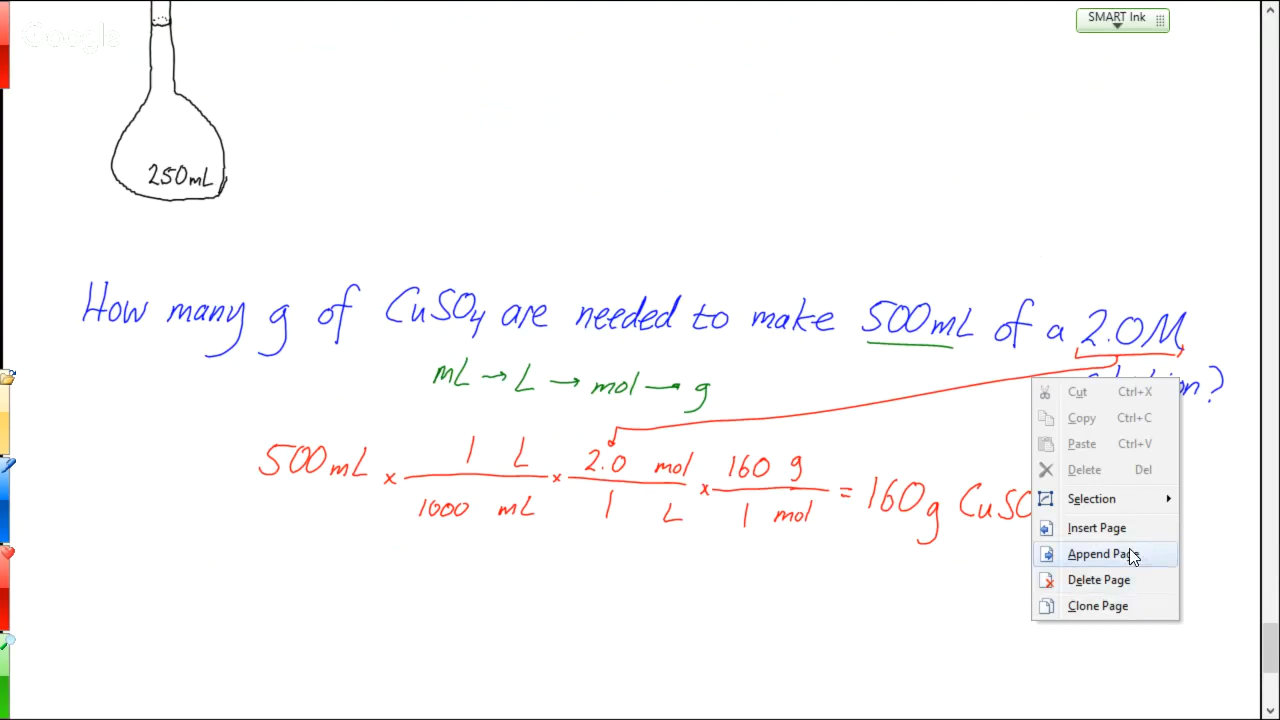 Google
SMART Ink
250mL
How many g of CuSO4 are needed to make 500mL of a 2.0M
mL → L → mol → g
500mL × 1 L / 1000 mL × 2.0 mol / 1 L × 160 g / 1 mol = 160g CuSO
Cut Ctrl+X
Copy Ctrl+C
Paste Ctrl+V
Delete Del
Selection
Insert Page
Append Page
Delete Page
Clone Page